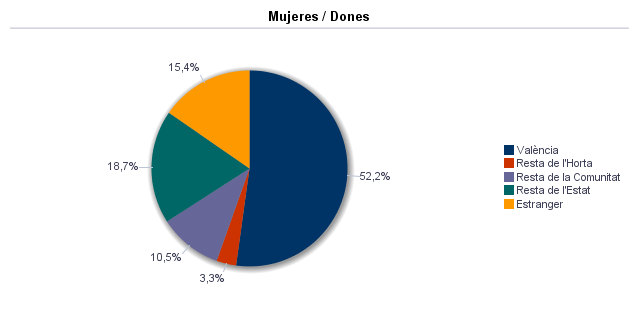 Mujeres / Dones
15,4%
18,7%
52,2%
10,5%
3,3%
València
Resta de l'Horta
Resta de la Comunitat
Resta de l'Estat
Estranger